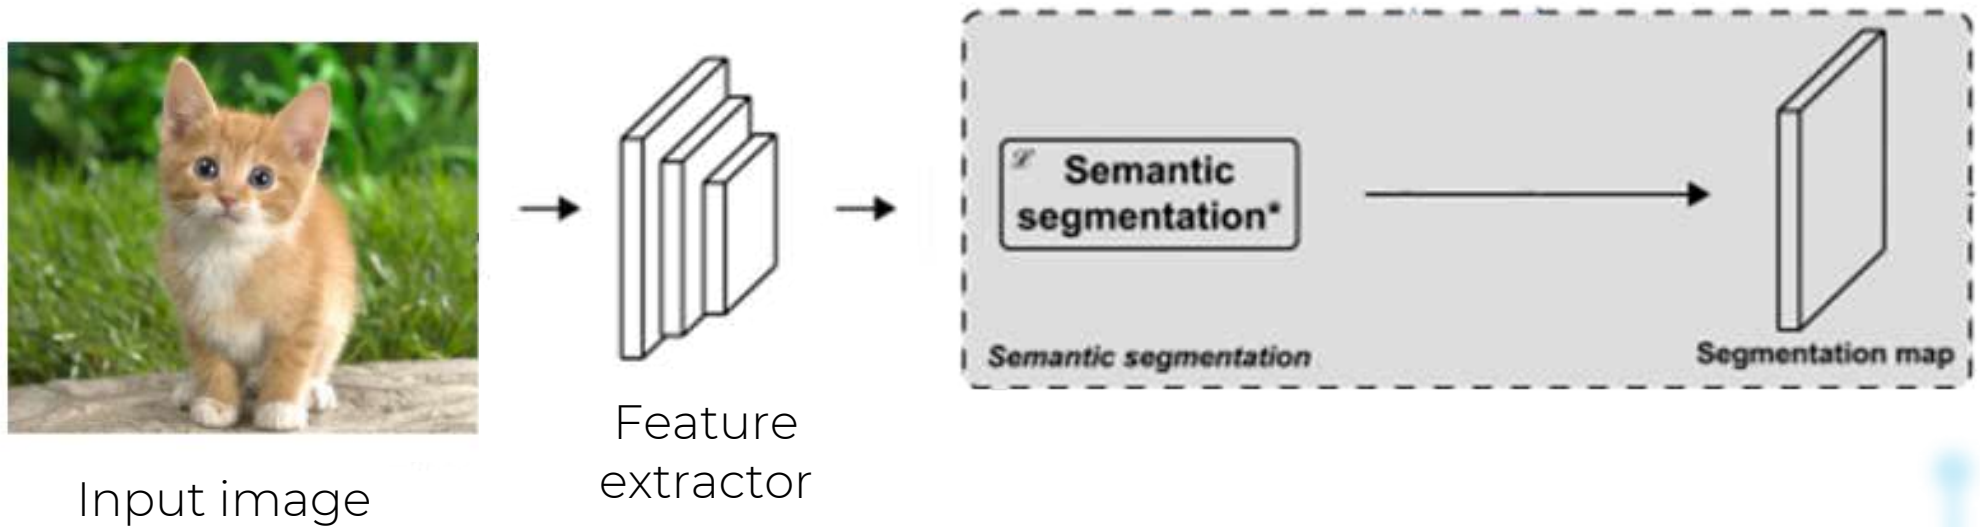 ℒ Semantic
segmentation*
Semantic segmentation
Segmentation map
Feature
extractor
Input image